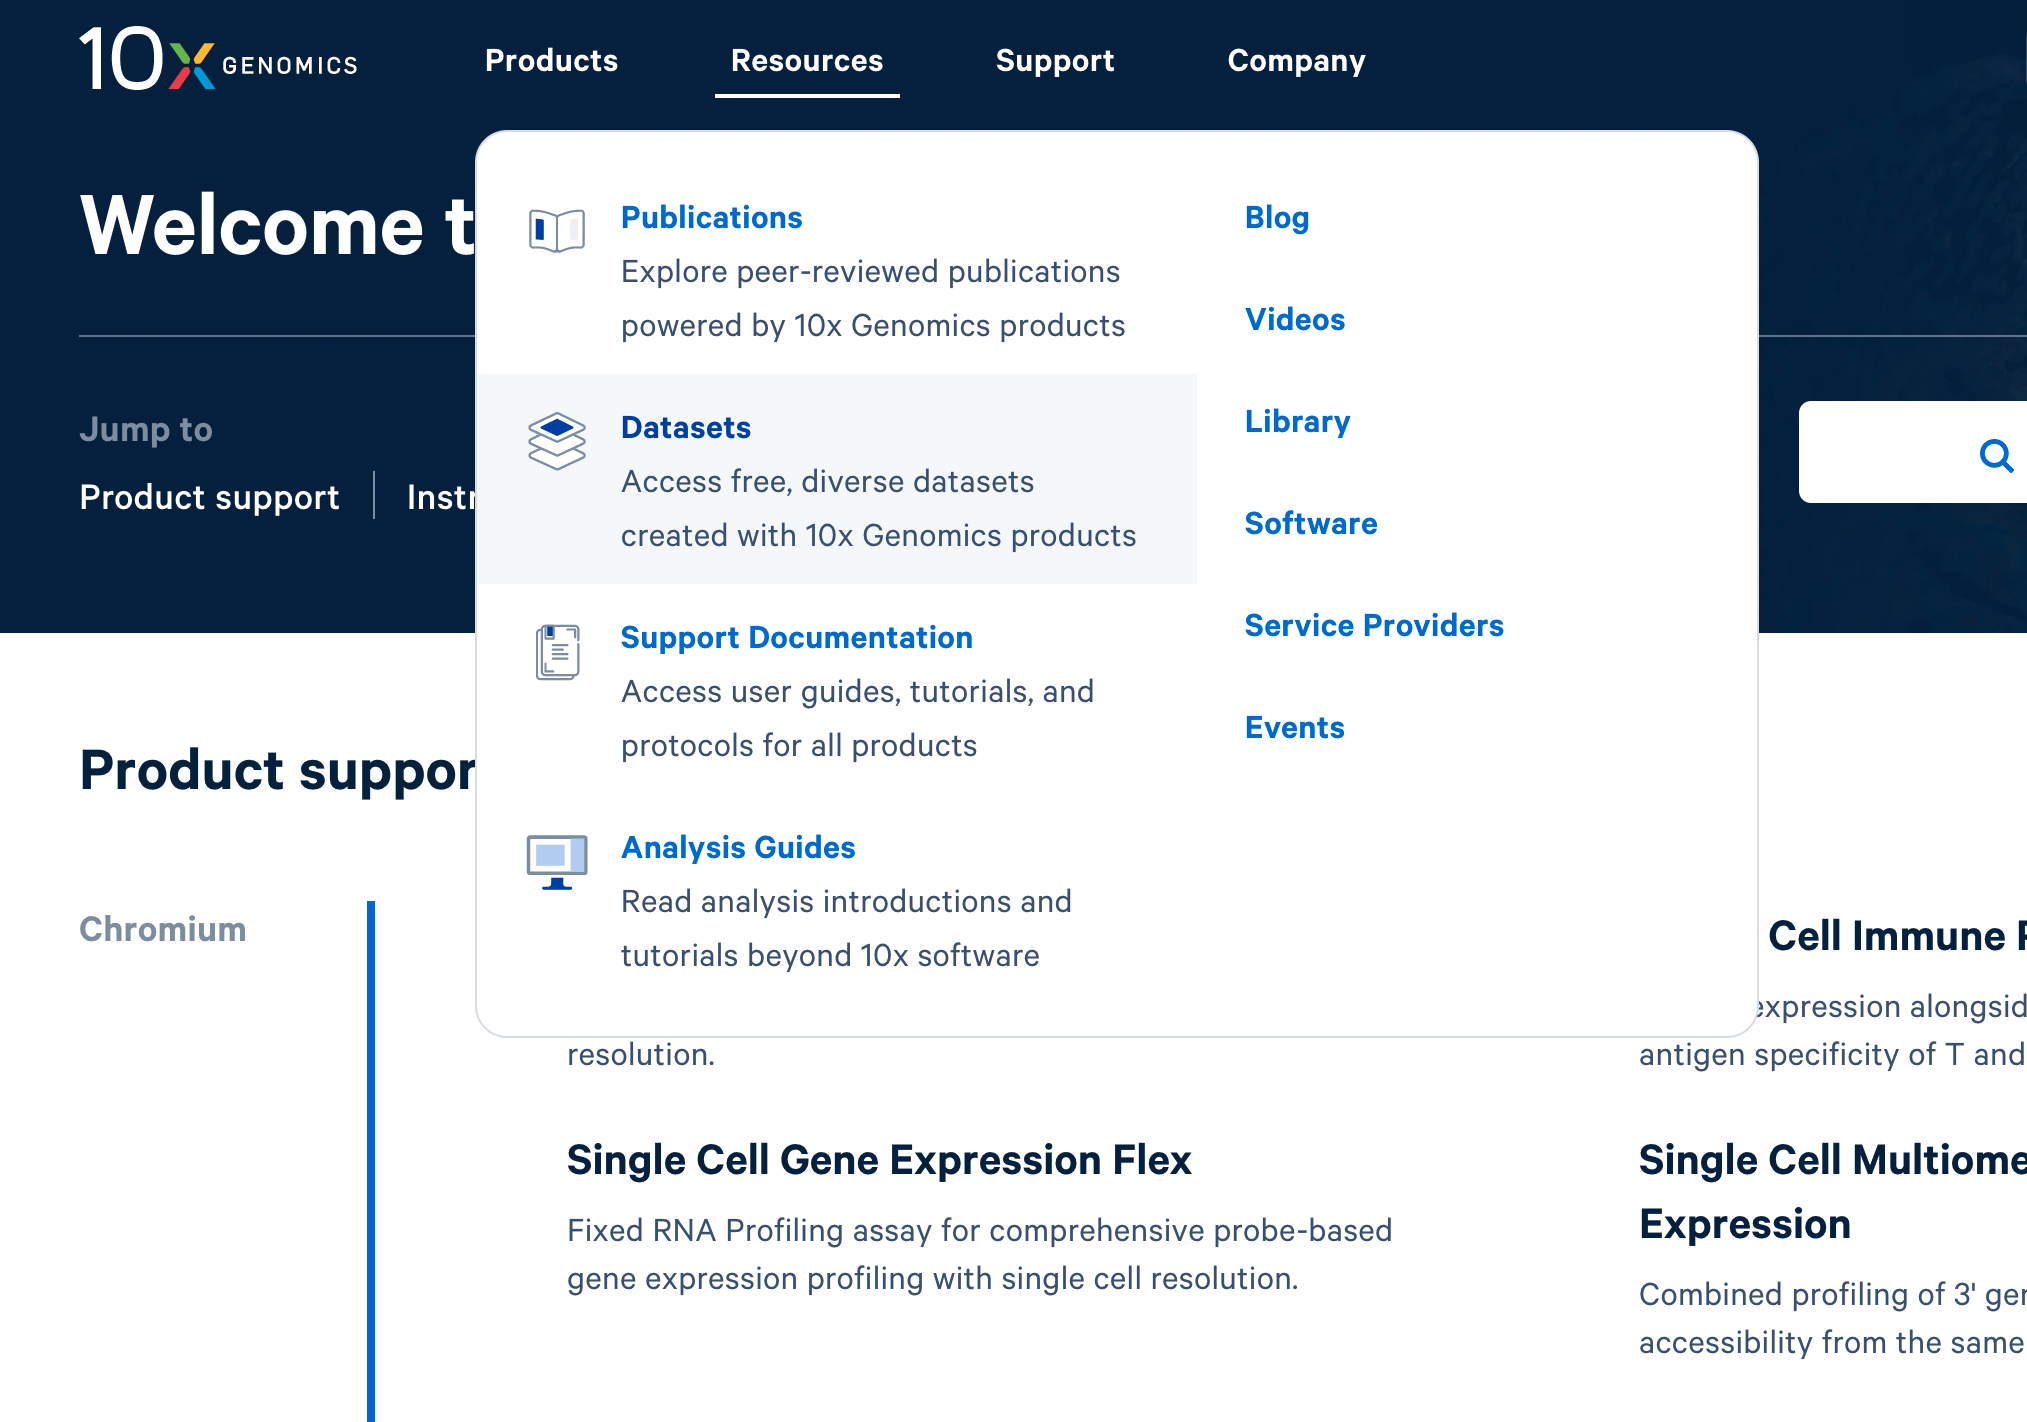 10x GENOMICS
Products
Resources
Support
Company
Welcome t
Publications
Explore peer-reviewed publications
powered by 10x Genomics products
Datasets
Access free, diverse datasets
created with 10x Genomics products
Support Documentation
Access user guides, tutorials, and
protocols for all products
Analysis Guides
Read analysis introductions and
tutorials beyond 10x software
Blog
Videos
Library
Software
Service Providers
Events
Jump to
Product support
Instr
Product suppor
Chromium
resolution.
Cell Immune
expression alongsid
antigen specificity of T and
Single Cell Gene Expression Flex
Fixed RNA Profiling assay for comprehensive probe-based
gene expression profiling with single cell resolution.
Single Cell Multiome
Expression
Combined profiling of 3' ger
accessibility from the same